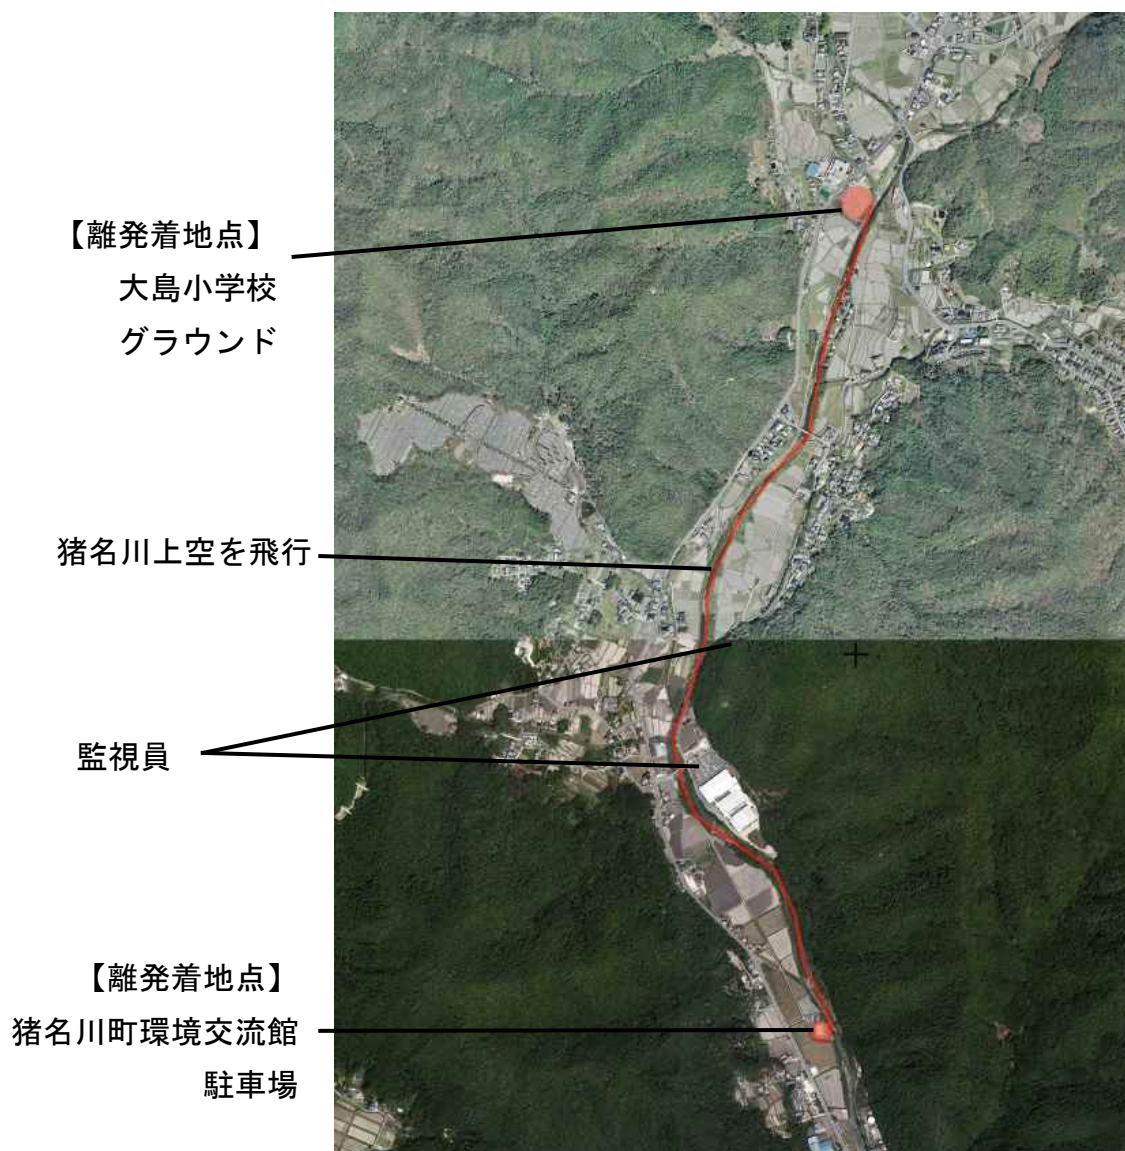 【離発着地点】
大島小学校
グラウンド
猪名川上空を飛行
監視員
【離発着地点】
猪名川町環境交流館
駐車場